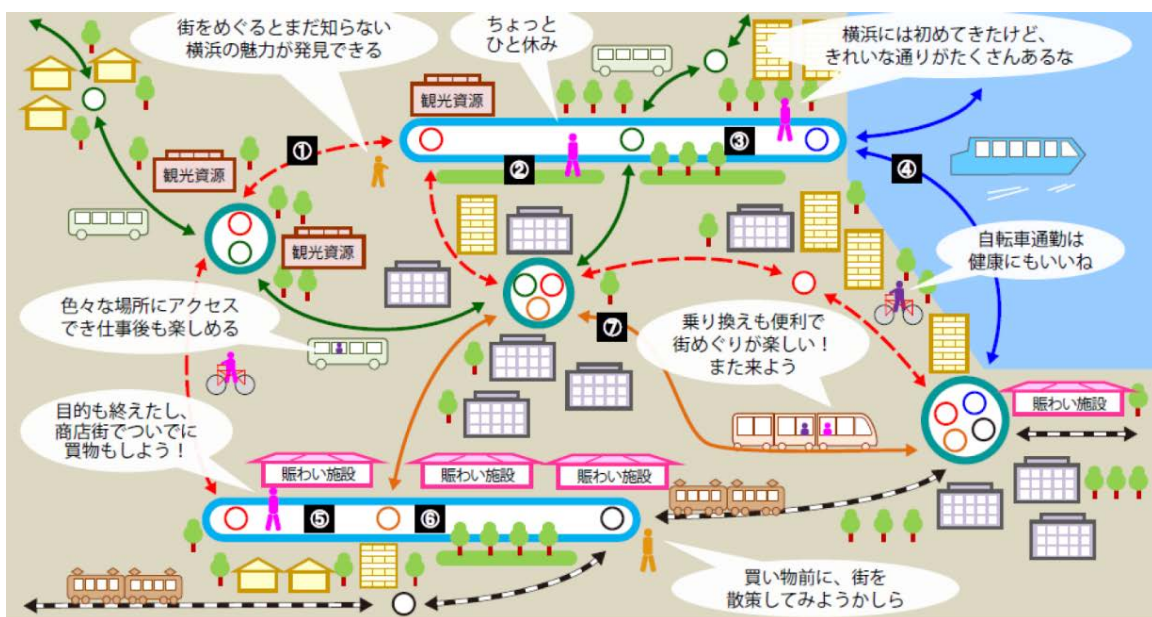 街をめぐるとまだ知らない
横浜の魅力が発見できる
ちょっと
ひと休み
横浜には初めてきたけど、
きれいな通りがたくさんあるな
観光資源
①
③
②
④
観光資源
観光資源
自転車通勤は
健康にもいいね
色々な場所にアクセス
でき仕事後も楽しめる
⑦
乗り換えも便利で
街めぐりが楽しい！
また来よう
目的も終えたし、
商店街でついでに
買物もしよう！
賑わい施設
賑わい施設
賑わい施設
賑わい施設
⑤
⑥
買い物前に、街を
散策してみようかしら